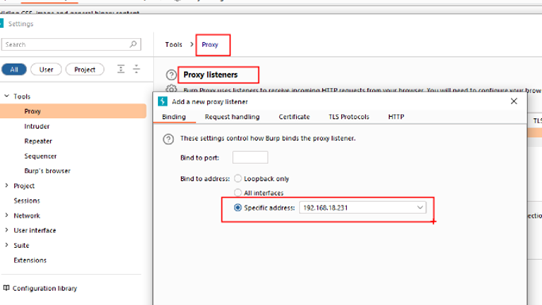 Settings
Search
All
User
Project
Tools
Proxy
Intruder
Repeater
Sequencer
Burp's browser
Project
Sessions
Network
User interface
Suite
Extensions
Configuration library
Tools > Proxy
Proxy listeners
Burp Proxy uses listeners to receive incoming HTTP requests from your browser. You will need to configure your brow
Add a new proxy listener
Binding
Request handling
Certificate
TLS Protocols
HTTP
These settings control how Burp binds the proxy listener.
Bind to port:
Bind to address:
Loopback only
All interfaces
Specific address:
192.168.18.231